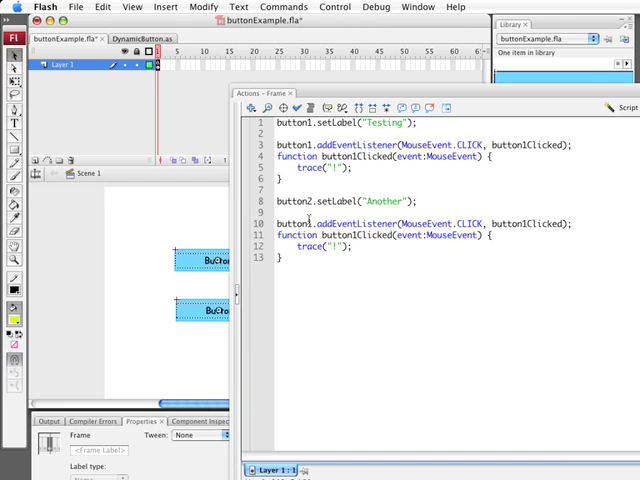 Flash File Edit View Insert Modify Text Commands Control Debug Window Help
buttonExample.fla*
Library
buttonExample.fla* × DynamicButton.as
buttonExample.fla
One item in library
1 5 10 15 20 25 30 35 40 45 50 55 60 65
Layer 1
Actions - Frame ×
Script
1 button1.setLabel("Testing");
2
3 button1.addEventListener(MouseEvent.CLICK, button1Clicked);
4 function button1Clicked(event:MouseEvent) {
5 trace("!");
6 }
7
8 button2.setLabel("Another");
9
10 button1.addEventListener(MouseEvent.CLICK, button1Clicked);
11 function button1Clicked(event:MouseEvent) {
12 trace("!");
13 }
Scene 1
Output Compiler Errors Properties × Component Inspec
Frame Tween: None
<Frame Label>
Label type:
Layer 1 : 1